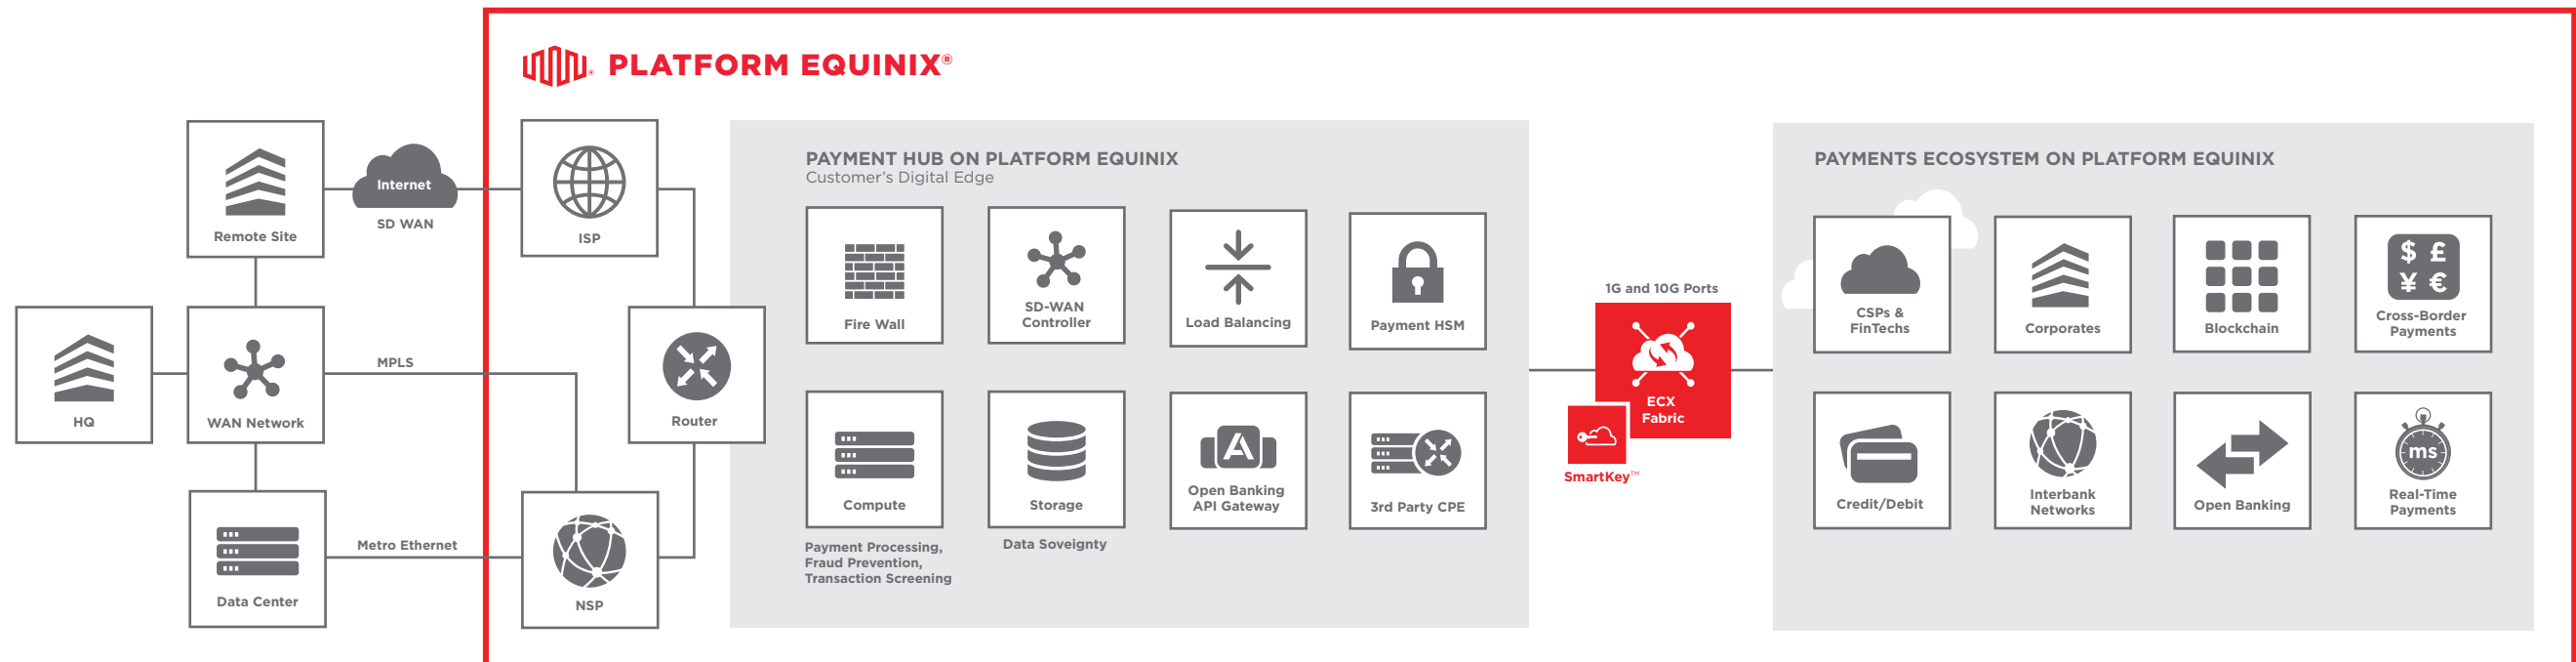 PLATFORM EQUINIX®
Remote Site
Internet
SD WAN
ISP
HQ
WAN Network
MPLS
Router
Data Center
Metro Ethernet
NSP
PAYMENT HUB ON PLATFORM EQUINIX
Customer's Digital Edge
Fire Wall
SD-WAN
Controller
Load Balancing
Payment HSM
Compute
Payment Processing,
Fraud Prevention,
Transaction Screening
Storage
Data Soveignty
Open Banking
API Gateway
3rd Party CPE
1G and 10G Ports
ECX
Fabric
SmartKey™
PAYMENTS ECOSYSTEM ON PLATFORM EQUINIX
CSPs &
FinTechs
Corporates
Blockchain
$ £
¥ €
Cross-Border
Payments
Credit/Debit
Interbank
Networks
Open Banking
ms
Real-Time
Payments